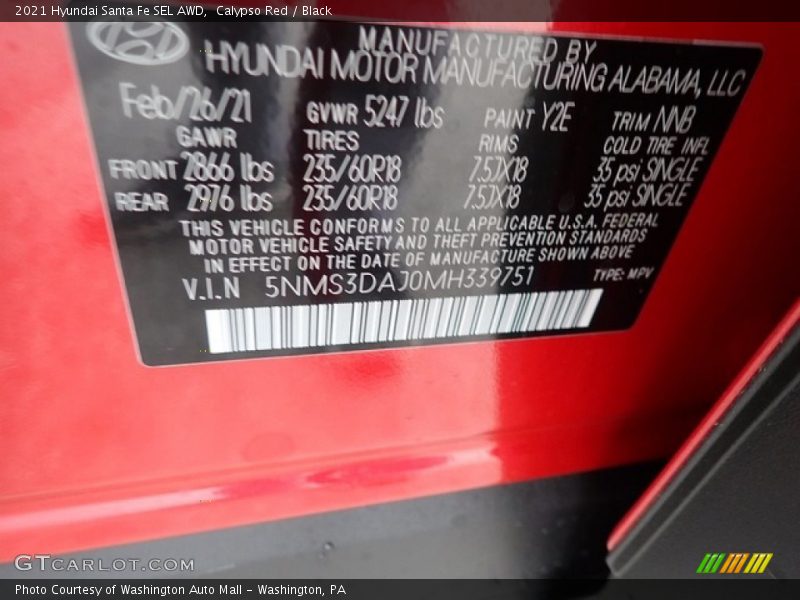 2021 Hyundai Santa Fe SEL AWD, Calypso Red / Black
MANUFACTURED BY
HYUNDAI MOTOR MANUFACTURING ALABAMA, LLC
Feb/26/21 GVWR 5247 lbs PAINT Y2E TRIM NNB
GAWR TIRES RIMS COLD TIRE INFL
FRONT 2866 lbs 235/60R18 7.5JX18 35 psi SINGLE
REAR 2976 lbs 235/60R18 7.5JX18 35 psi SINGLE
THIS VEHICLE CONFORMS TO ALL APPLICABLE U.S.A. FEDERAL
MOTOR VEHICLE SAFETY AND THEFT PREVENTION STANDARDS
IN EFFECT ON THE DATE OF MANUFACTURE SHOWN ABOVE
V.I.N 5NMS3DAJ0MH339751 TYPE: MPV
GTCARLOT.COM
Photo Courtesy of Washington Auto Mall - Washington, PA